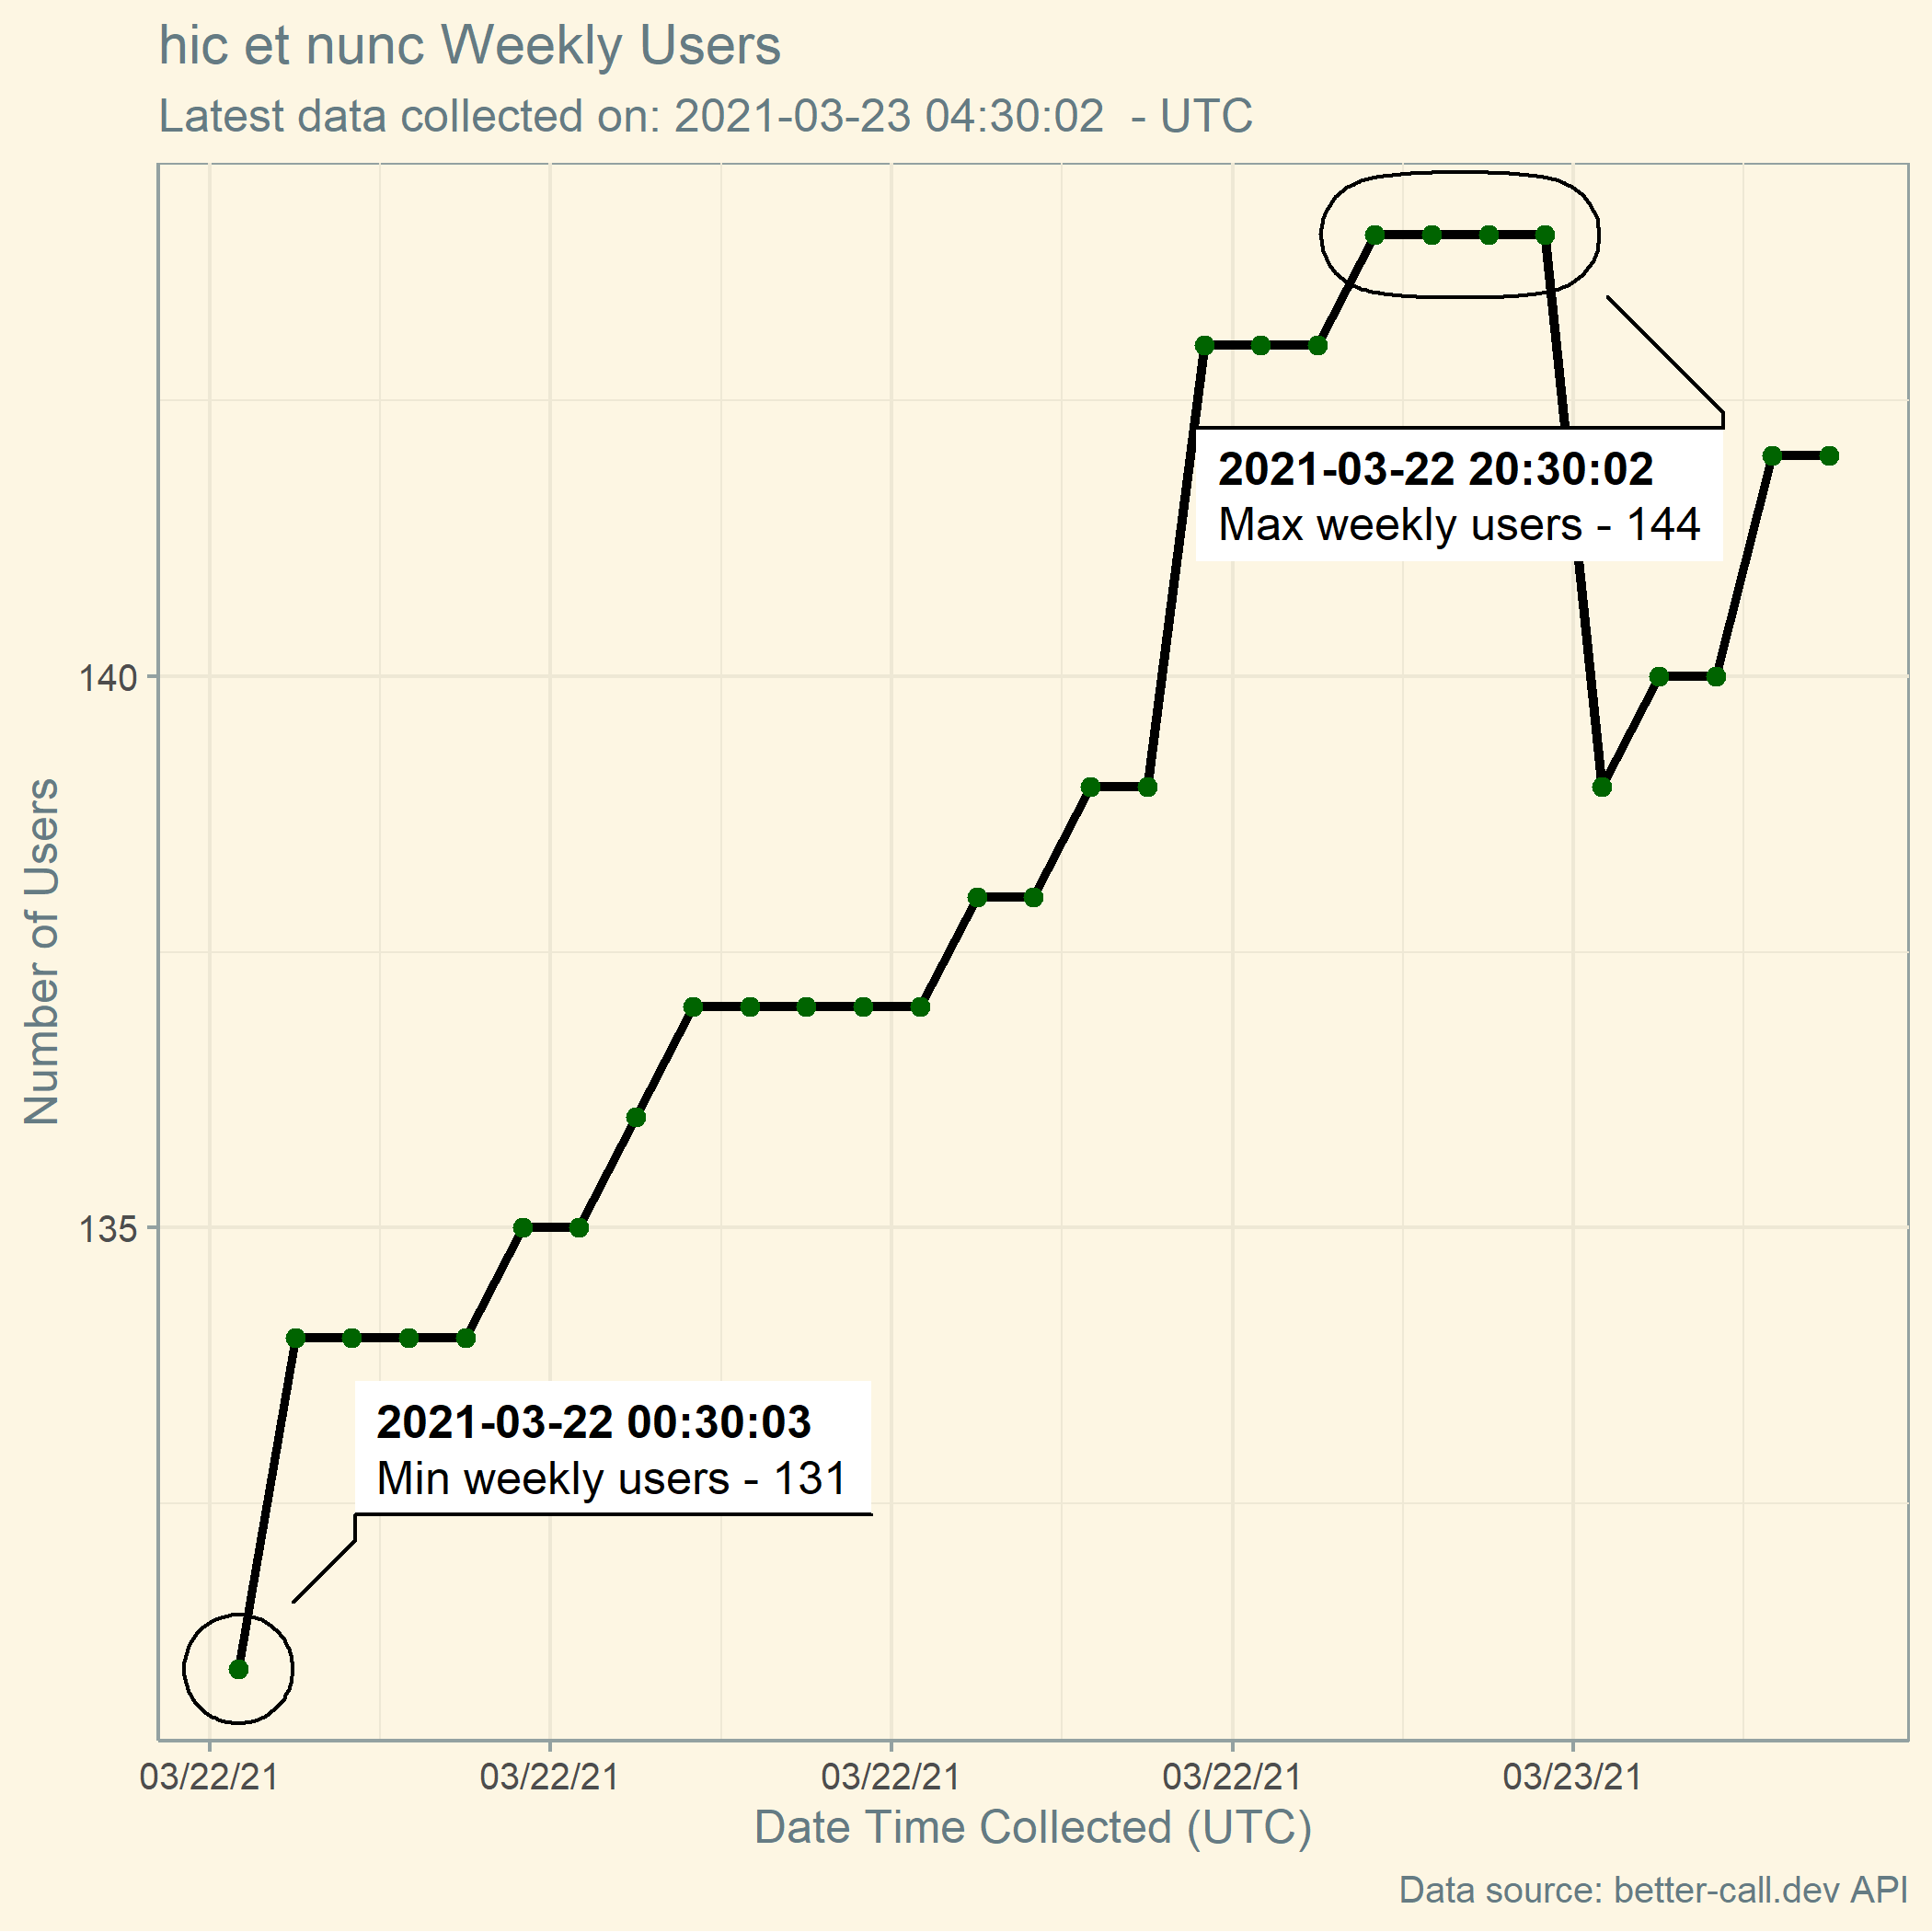 hic et nunc Weekly Users
Latest data collected on: 2021-03-23 04:30:02  - UTC
2021-03-22 20:30:02
Max weekly users - 144
140
Number of Users
135
2021-03-22 00:30:03
Min weekly users - 131
03/22/21 03/22/21 03/22/21 03/22/21 03/23/21
Date Time Collected (UTC)
Data source: better-call.dev API